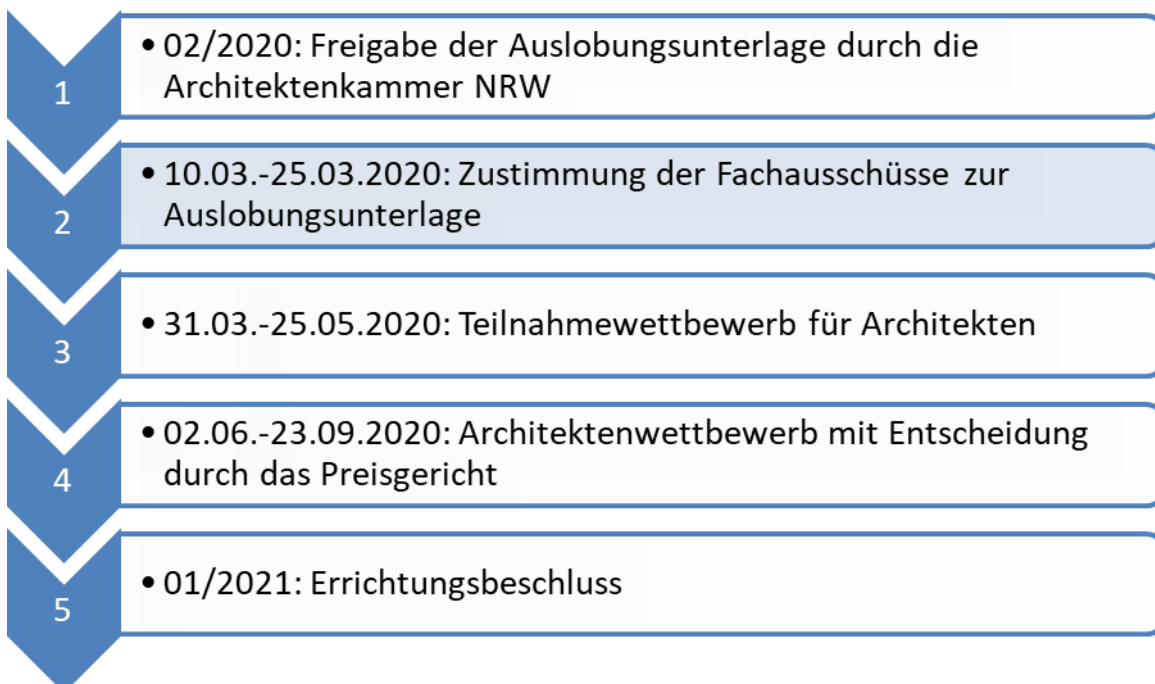 1
• 02/2020: Freigabe der Auslobungsunterlage durch die
Architektenkammer NRW
2
• 10.03.-25.03.2020: Zustimmung der Fachausschüsse zur
Auslobungsunterlage
3
• 31.03.-25.05.2020: Teilnahmewettbewerb für Architekten
4
• 02.06.-23.09.2020: Architektenwettbewerb mit Entscheidung
durch das Preisgericht
5
• 01/2021: Errichtungsbeschluss